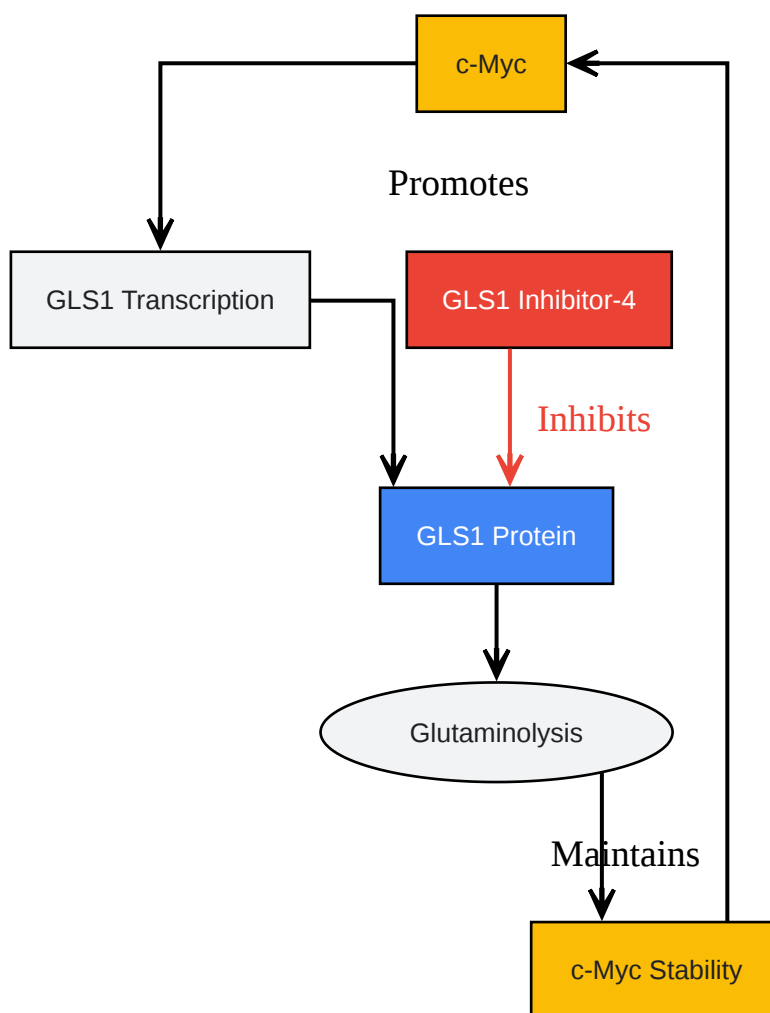 c-Myc
Promotes
GLS1 Transcription
GLS1 Inhibitor-4
Inhibits
GLS1 Protein
Glutaminolysis
Maintains
c-Myc Stability